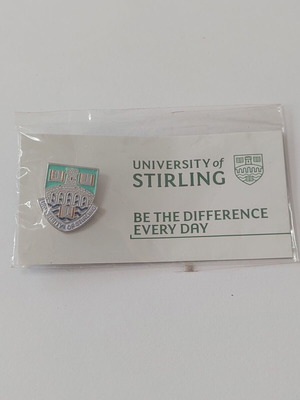 UNIVERSITY of
STIRLING
BE THE DIFFERENCE
EVERY DAY